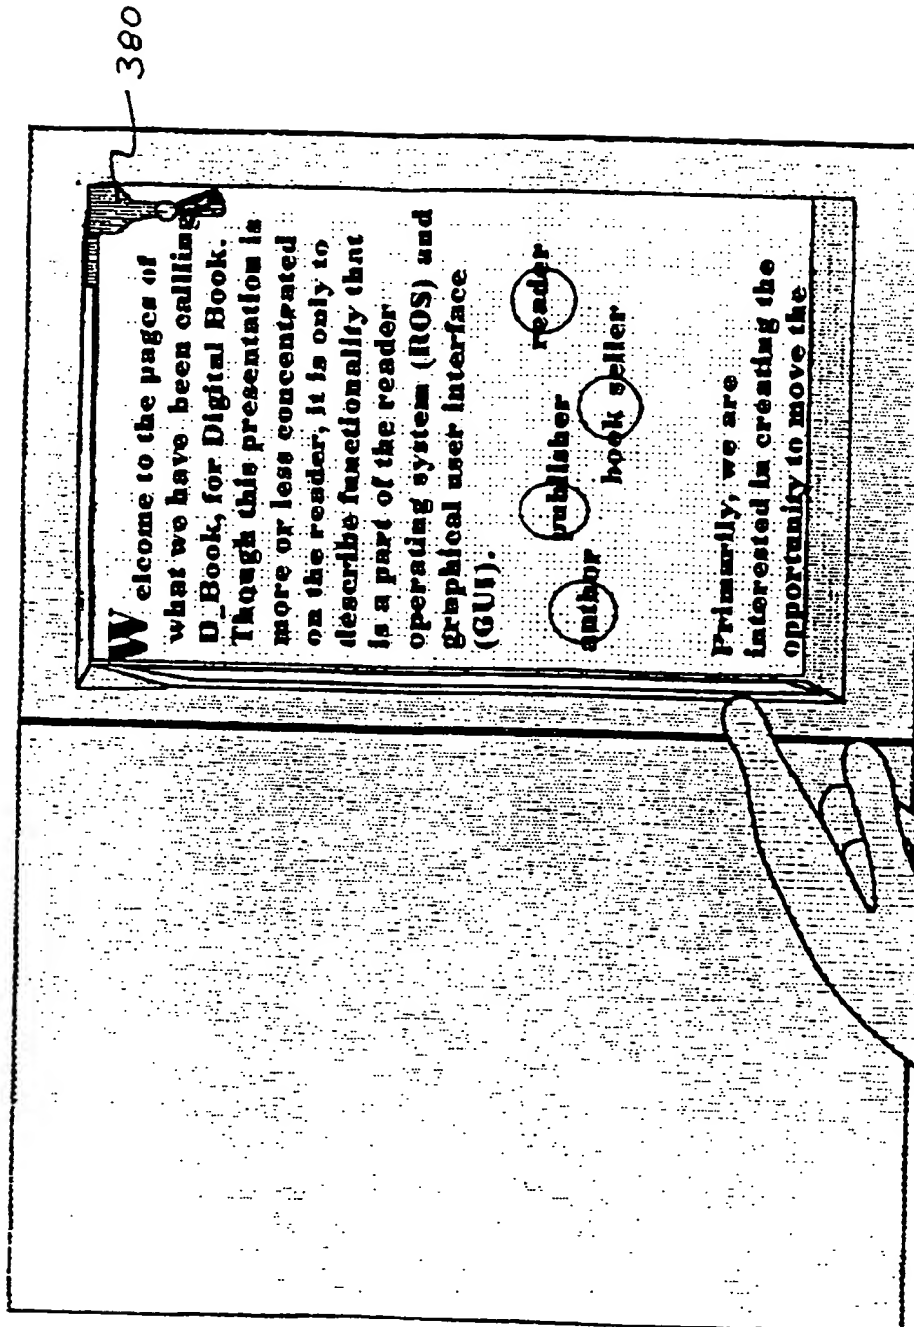 380
Welcome to the pages of
what we have been callling
D_Book, for Digital Book.
Though this presentation is
more or less concentrated
on the reader, it is only to
describe functionality that
is a part of the reader
operating system (ROS) and
graphical user interface
(GUI).
author publisher reader
book seller
Primarily, we are
interested in creating the
opportunity to move the